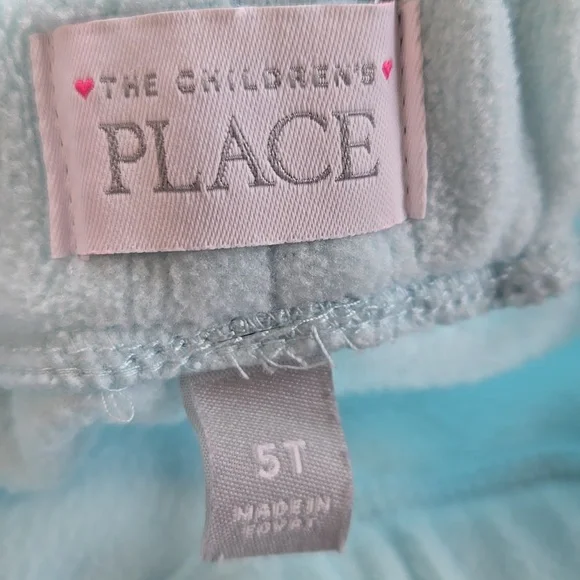 THE CHILDREN'S
PLACE
5T
MADE IN
EGYPT